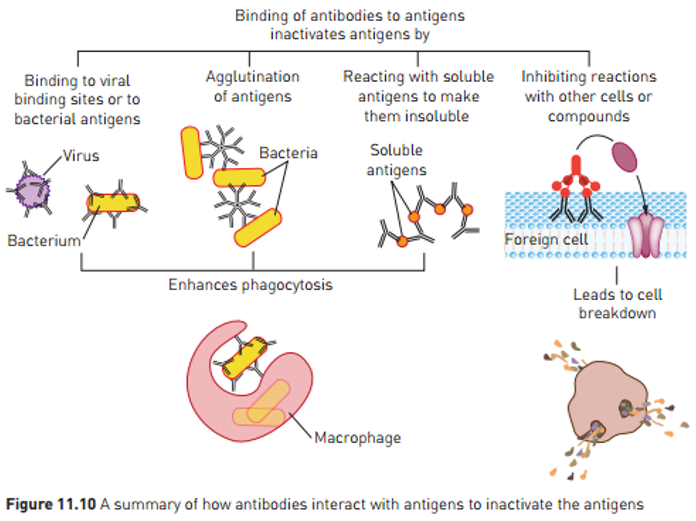 Binding of antibodies to antigens
inactivates antigens by
Binding to viral
binding sites or to
bacterial antigens
Agglutination
of antigens
Reacting with soluble
antigens to make
them insoluble
Inhibiting reactions
with other cells or
compounds
Virus
Bacterium
Bacteria
Soluble
antigens
Foreign cell
Enhances phagocytosis
Leads to cell
breakdown
Macrophage
Figure 11.10 A summary of how antibodies interact with antigens to inactivate the antigens